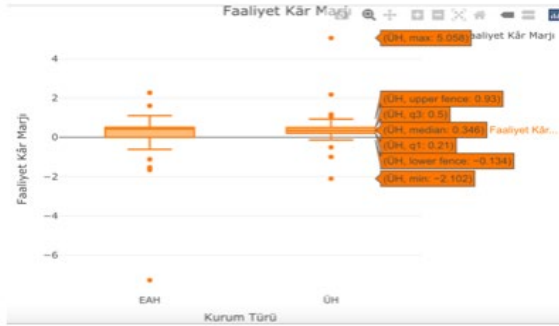 Faaliyet Kâr Marjı
Faaliyet Kâr Marjı
(ÜH, max: 5.058)
4
2
0
−2
−4
−6
Faaliyet Kâr Marjı
(ÜH, upper fence: 0.93)
(ÜH, q3: 0.5)
(ÜH, median: 0.346) Faaliyet Kâr...
(ÜH, q1: 0.21)
(ÜH, lower fence: −0.134)
(ÜH, min: −2.102)
EAH
ÜH
Kurum Türü